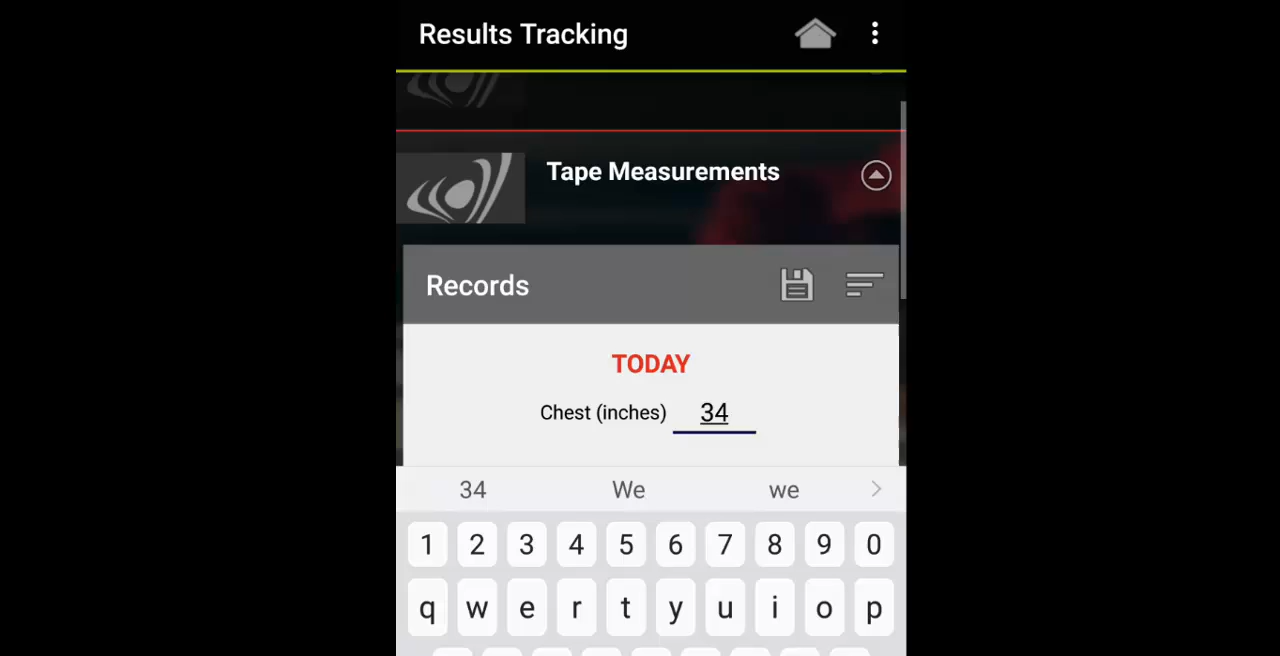 Results Tracking
Tape Measurements
Records
TODAY
Chest (inches) 34
34 We we
1 2 3 4 5 6 7 8 9 0
q w e r t y u i o p